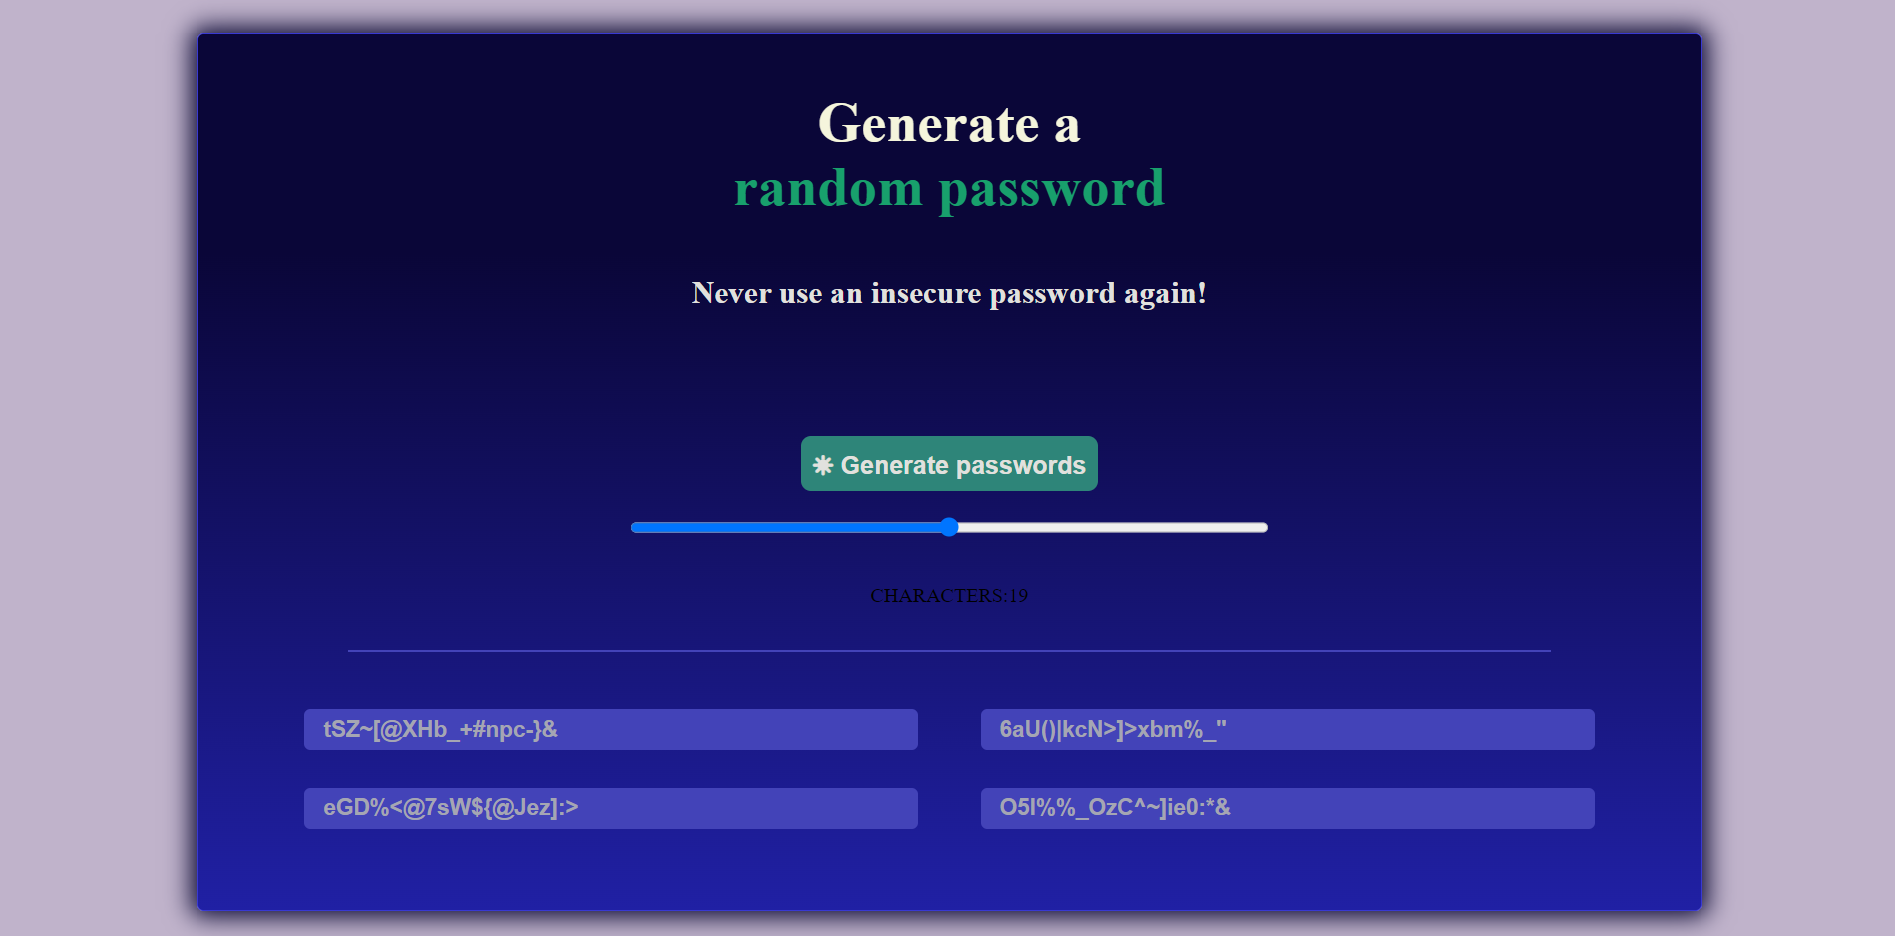 Generate a
random password
Never use an insecure password again!
⁕ Generate passwords
CHARACTERS:19
tSZ~[@XHb_+#npc-}&
6aU()|kcN>]>xbm%_"
eGD%<@7sW${@Jez]:>
O5I%%_OzC^~]ie0:*&